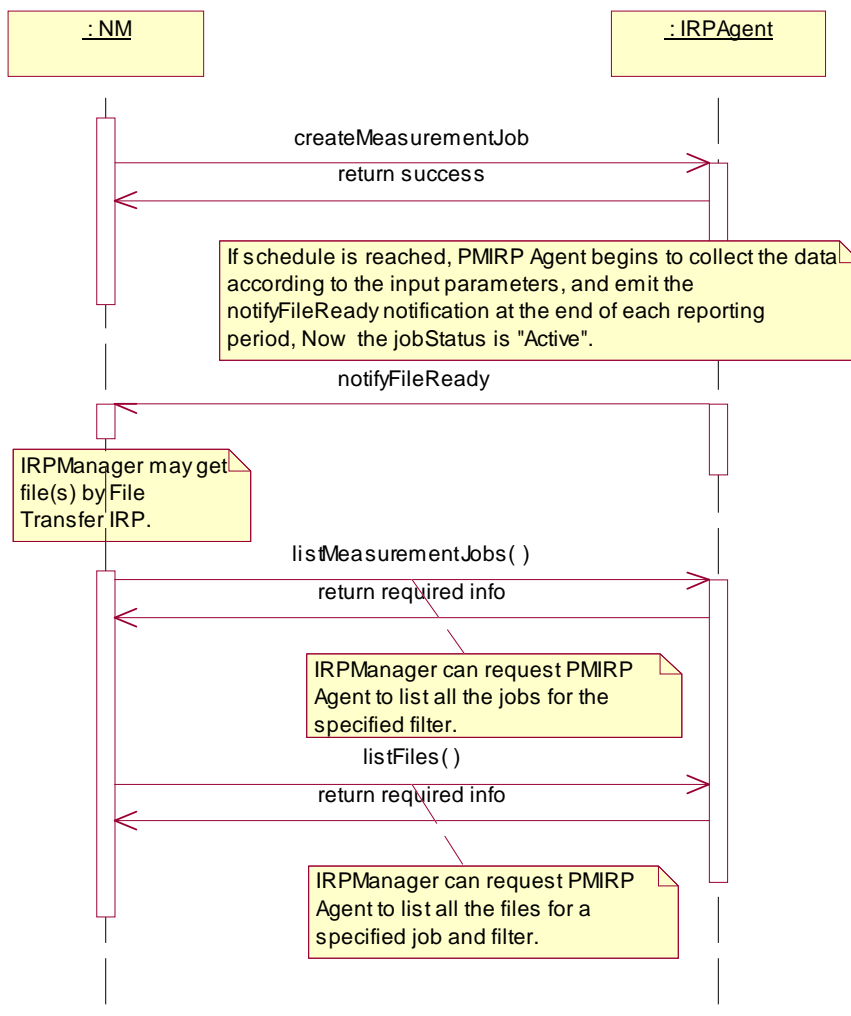 : NM
: IRPAgent
createMeasurementJob
return success
If schedule is reached, PMIRP Agent begins to collect the data
according to the input parameters, and emit the
notifyFileReady notification at the end of each reporting
period, Now the jobStatus is "Active".
notifyFileReady
IRPManager may get
file(s) by File
Transfer IRP.
listMeasurementJobs( )
return required info
IRPManager can request PMIRP
Agent to list all the jobs for the
specified filter.
listFiles( )
return required info
IRPManager can request PMIRP
Agent to list all the files for a
specified job and filter.